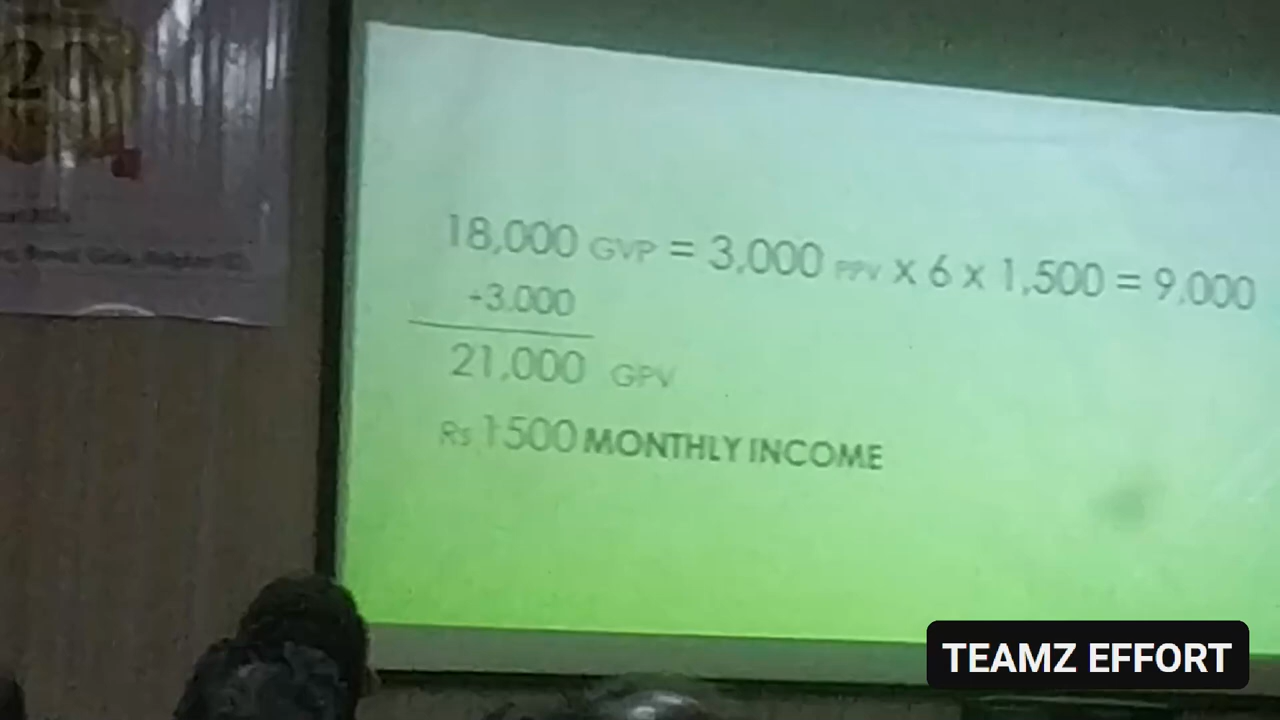 20
18,000 GVP = 3,000 PPV x 6 x 1,500 = 9,000
+3,000
21,000 GPV
Rs 1500 MONTHLY INCOME
TEAMZ EFFORT